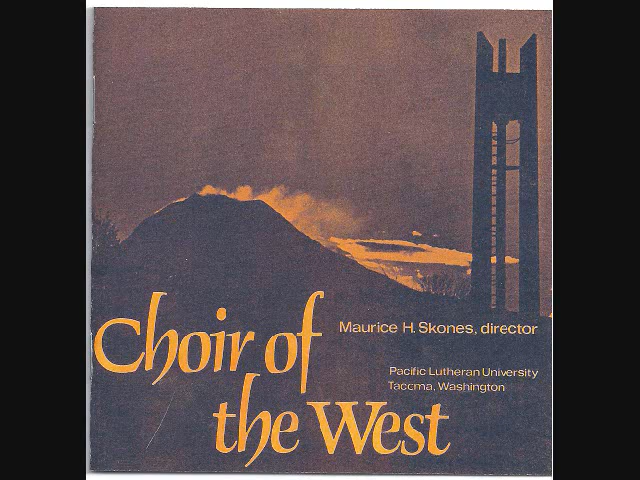 Choir of
the West
Maurice H. Skones, director
Pacific Lutheran University
Tacoma, Washington